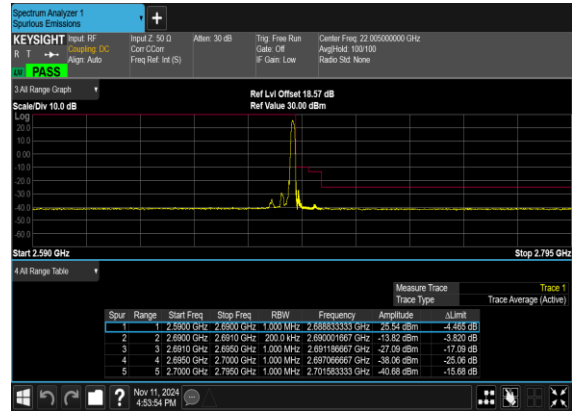 Spectrum Analyzer 1
Spurious Emissions
KEYSIGHT Input: RF Input Z: 50 Ω Atten: 30 dB Trig: Free Run Center Freq: 22.005000000 GHz
R T Coupling: DC Corr CCorr Gate: Off Avg|Hold: 100/100
Align: Auto Freq Ref: Int (S) IF Gain: Low Radio Std: None
PASS
3 All Range Graph
Ref Lvl Offset 18.57 dB
Scale/Div 10.0 dB Ref Value 30.00 dBm
Log
20.0
10.0
0.00
-10.0
-20.0
-30.0
-40.0
-50.0
-60.0
Start 2.590 GHz Stop 2.795 GHz
4 All Range Table
Measure Trace Trace 1
Trace Type Trace Average (Active)
Spur Range Start Freq Stop Freq RBW Frequency Amplitude ΔLimit
1 1 2.5900 GHz 2.6900 GHz 1.000 MHz 2.688833333 GHz 25.54 dBm -4.465 dB
2 2 2.6900 GHz 2.6910 GHz 200.0 kHz 2.690001667 GHz -13.82 dBm -3.820 dB
3 3 2.6910 GHz 2.6950 GHz 1.000 MHz 2.691186667 GHz -27.09 dBm -17.09 dB
4 4 2.6950 GHz 2.7000 GHz 1.000 MHz 2.697066667 GHz -38.06 dBm -25.06 dB
5 5 2.7000 GHz 2.7950 GHz 1.000 MHz 2.701583333 GHz -40.68 dBm -15.68 dB
? Nov 11, 2024
4:53:54 PM